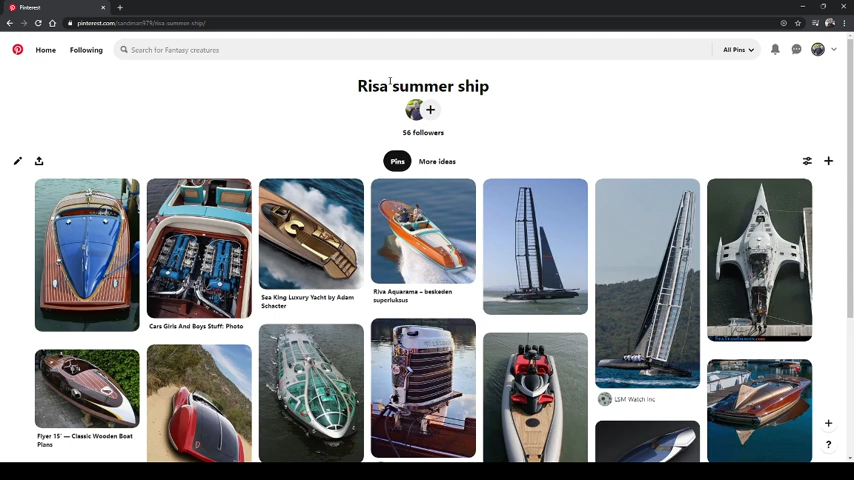 Pinterest
pinterest.com/sandman979/risa-summer-ship/
Home
Following
Search for Fantasy creatures
All Pins
Risa summer ship
56 followers
Pins
More ideas
Cars Girls And Boys Stuff: Photo
Sea King Luxury Yacht by Adam
Schacter
Riva Aquarama – beskeden
superluksus
LSM Watch Inc
Flyer 15' — Classic Wooden Boat
Plans
?